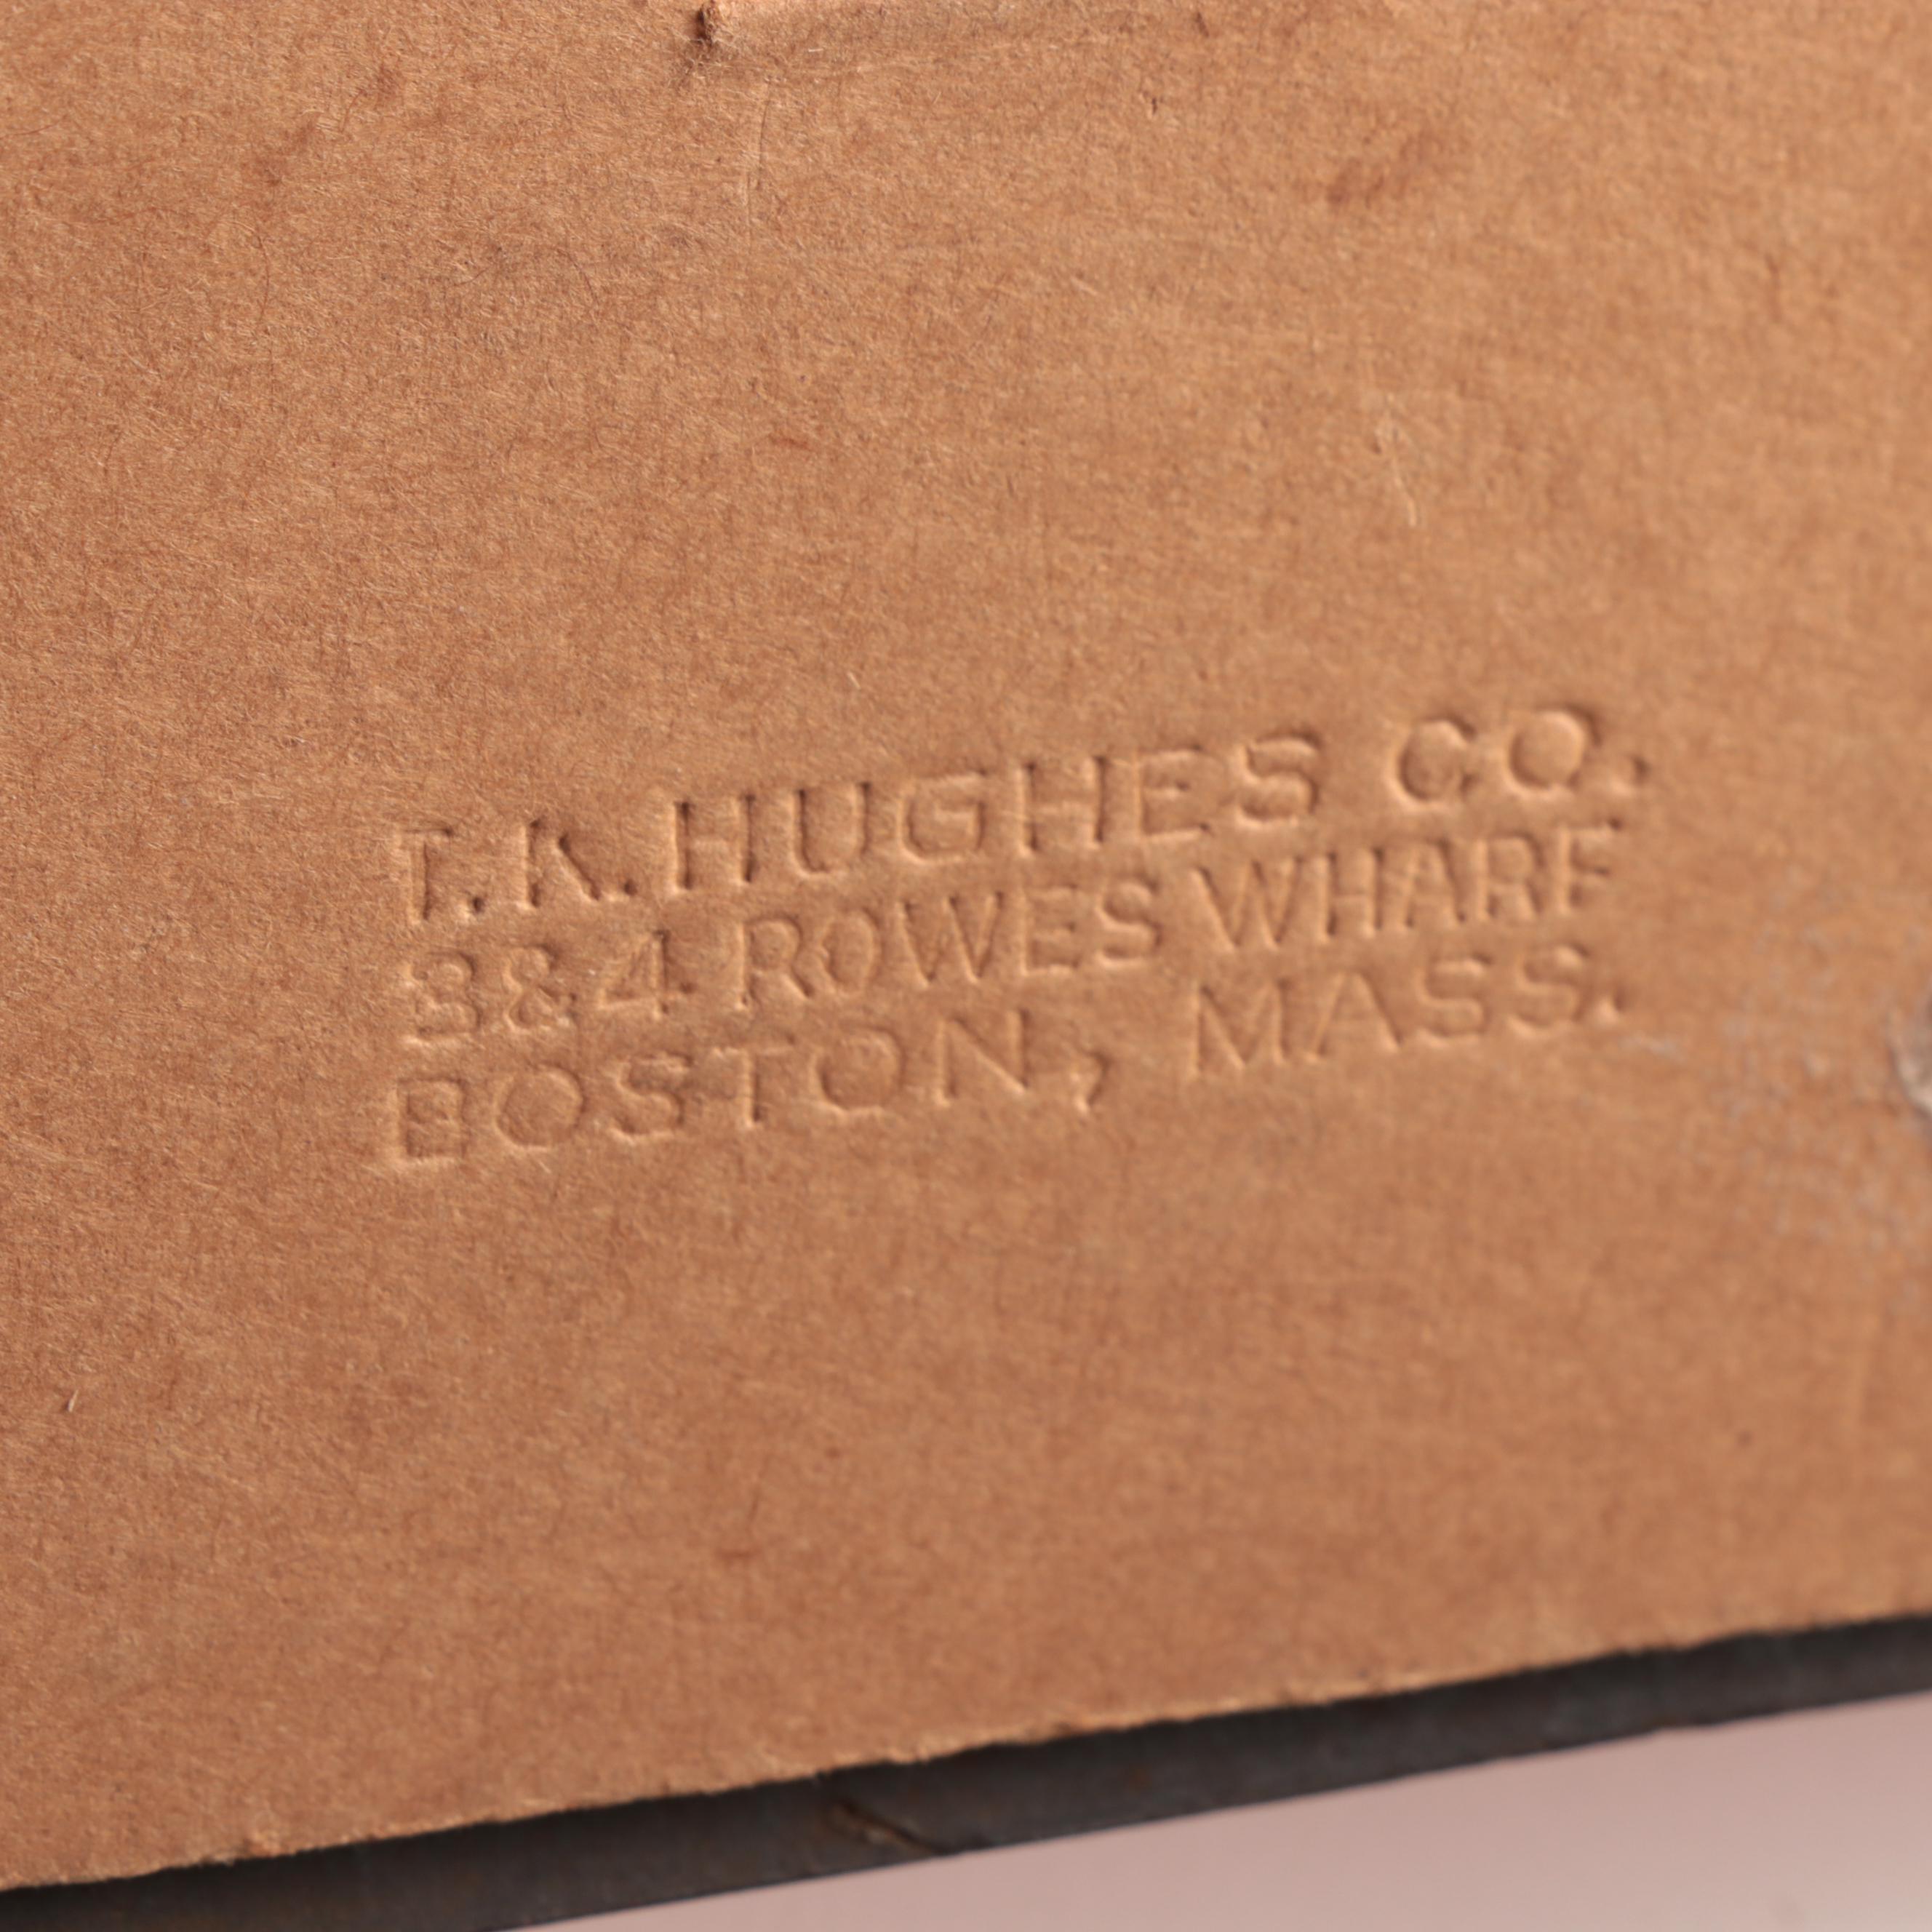 T.K. HUGHES CO.
3&4 ROWES WHARF
BOSTON, MASS.